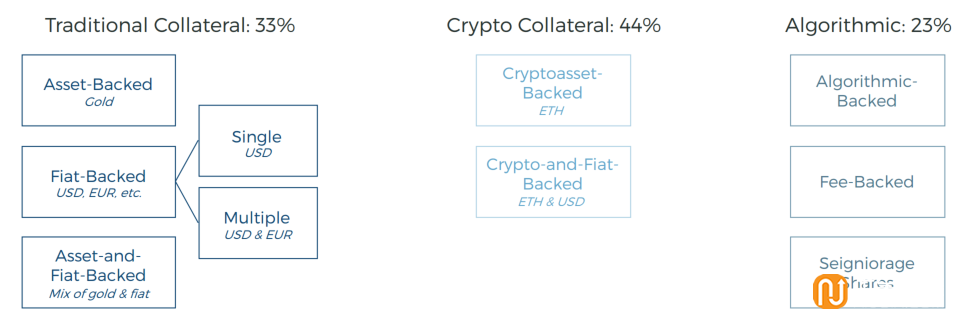 Traditional Collateral: 33%
Asset-Backed
Gold
Fiat-Backed
USD, EUR, etc.
Single
USD
Multiple
USD & EUR
Asset-and-
Fiat-Backed
Mix of gold & fiat
Crypto Collateral: 44%
Cryptoasset-
Backed
ETH
Crypto-and-Fiat-
Backed
ETH & USD
Algorithmic: 23%
Algorithmic-
Backed
Fee-Backed
Seigniorage
Shares